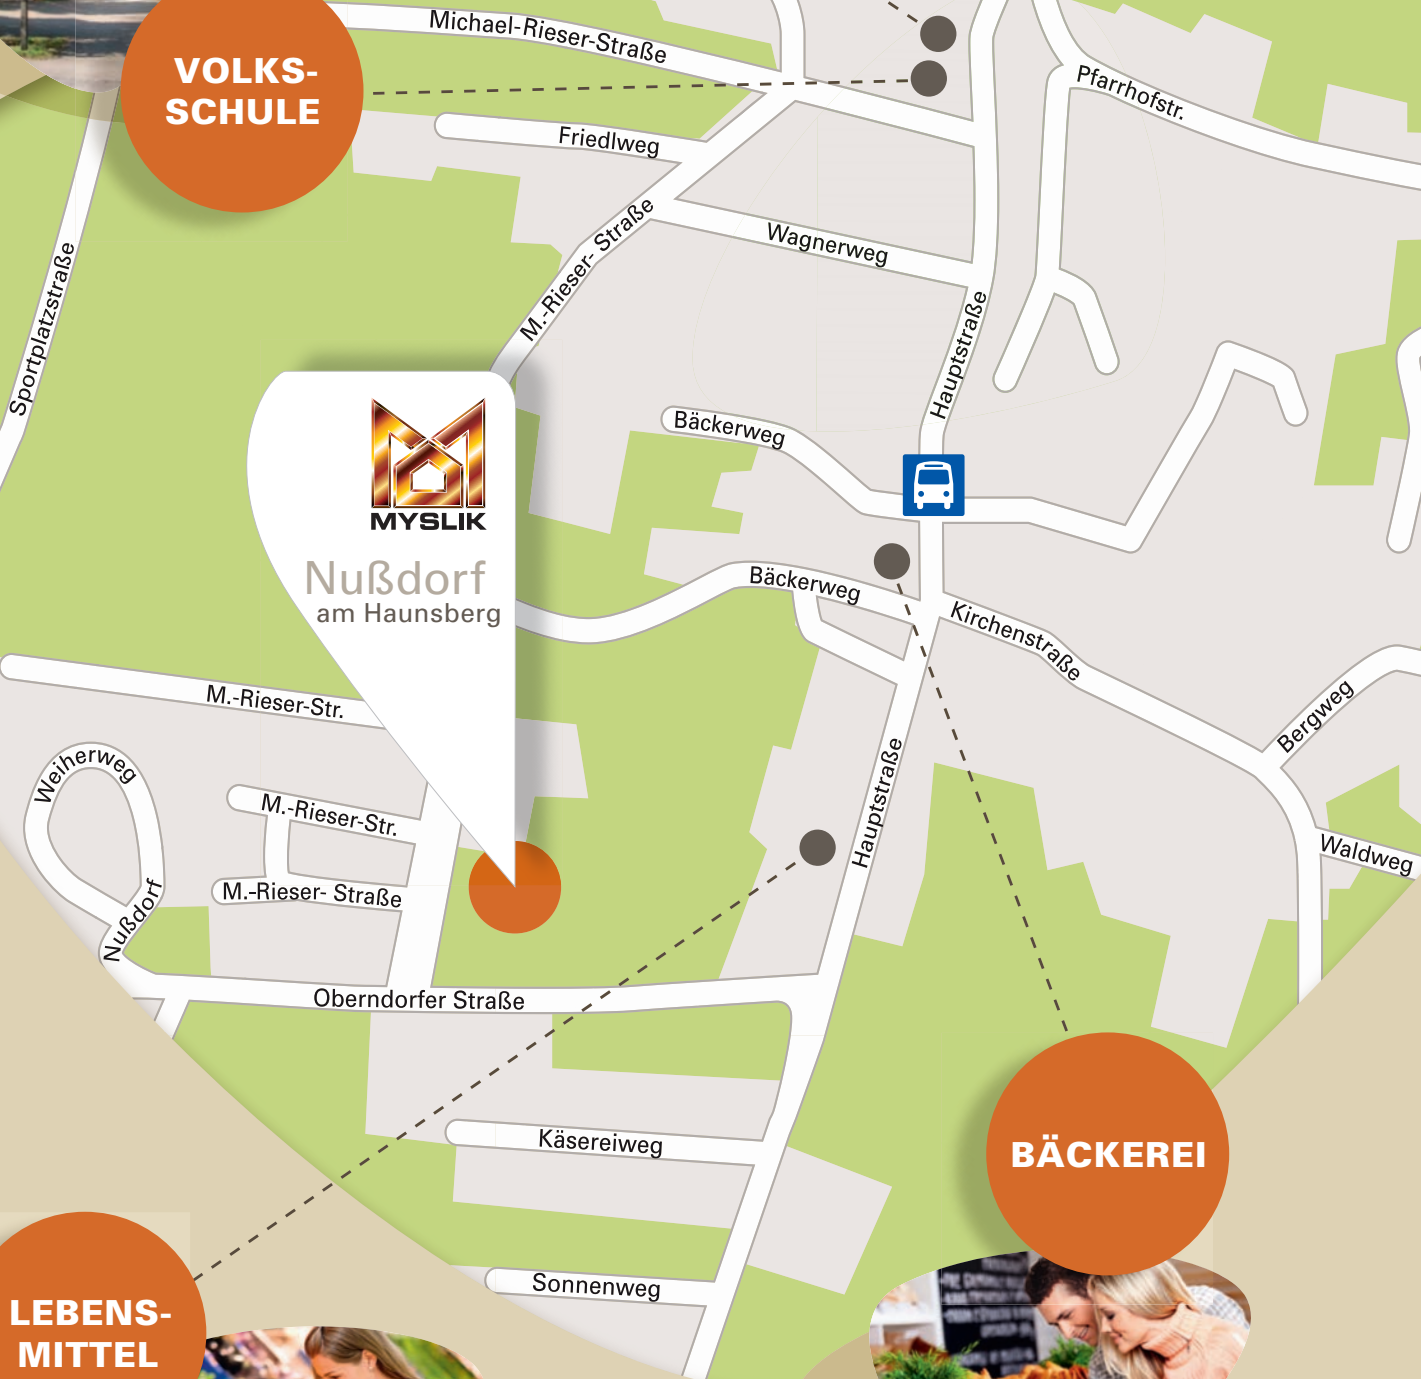 Michael-Rieser-Straße
VOLKS-
SCHULE
Pfarrhofstr.
Friedlweg
M.-Rieser- Straße
Wagnerweg
Sportplatzstraße
Hauptstraße
Bäckerweg
MYSLIK
Nußdorf
am Haunsberg
Bäckerweg
Kirchenstraße
M.-Rieser-Str.
Bergweg
Weiherweg
M.-Rieser-Str.
Hauptstraße
Waldweg
M.-Rieser- Straße
Nußdorf
Oberndorfer Straße
Käsereiweg
BÄCKEREI
Sonnenweg
LEBENS-
MITTEL